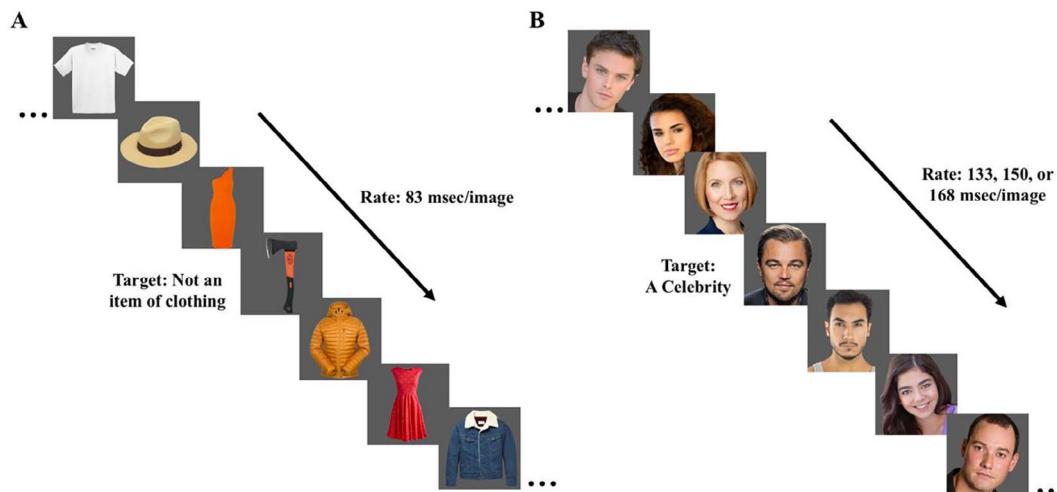 A
...
Rate: 83 msec/image
Target: Not an
item of clothing
...
B
...
Rate: 133, 150, or
168 msec/image
Target:
A Celebrity
..